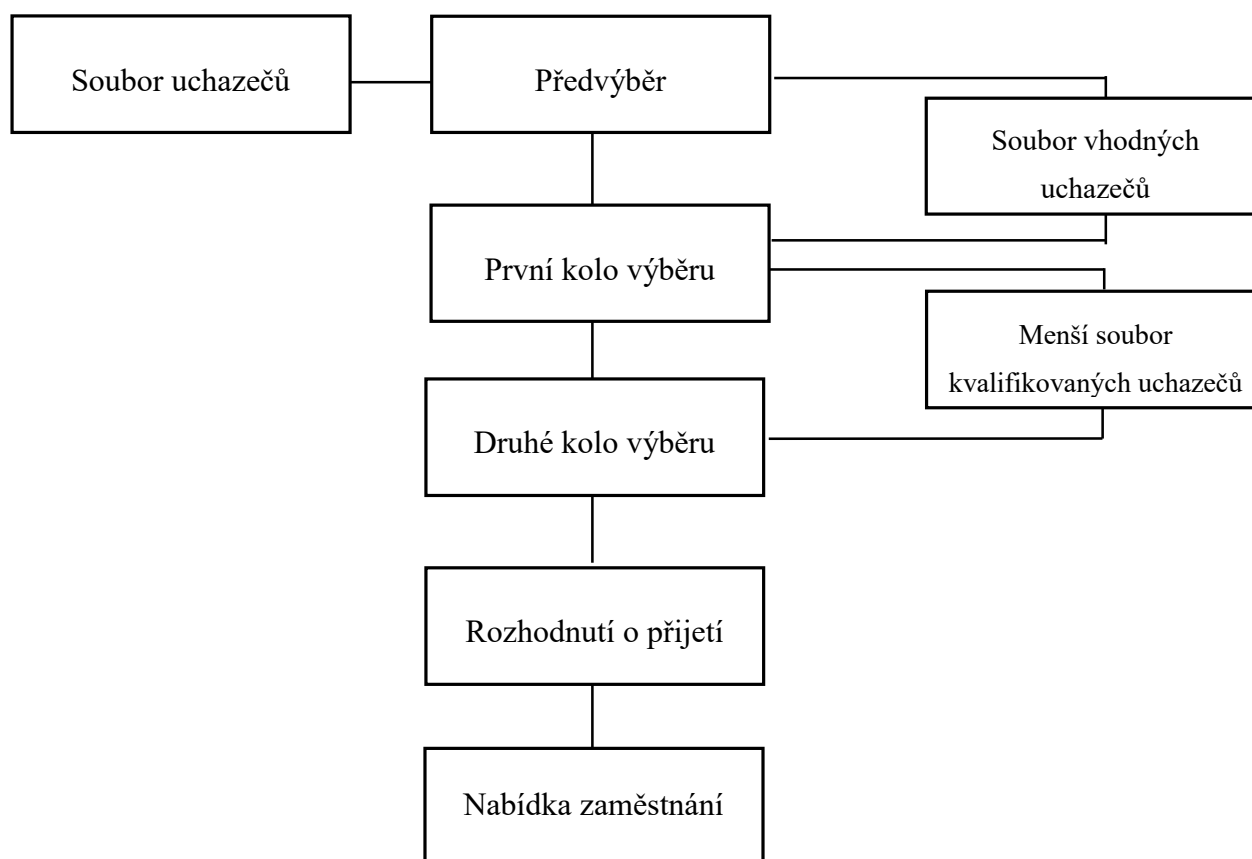 Soubor uchazečů
Předvýběr
Soubor vhodných
uchazečů
První kolo výběru
Menší soubor
kvalifikovaných uchazečů
Druhé kolo výběru
Rozhodnutí o přijetí
Nabídka zaměstnání